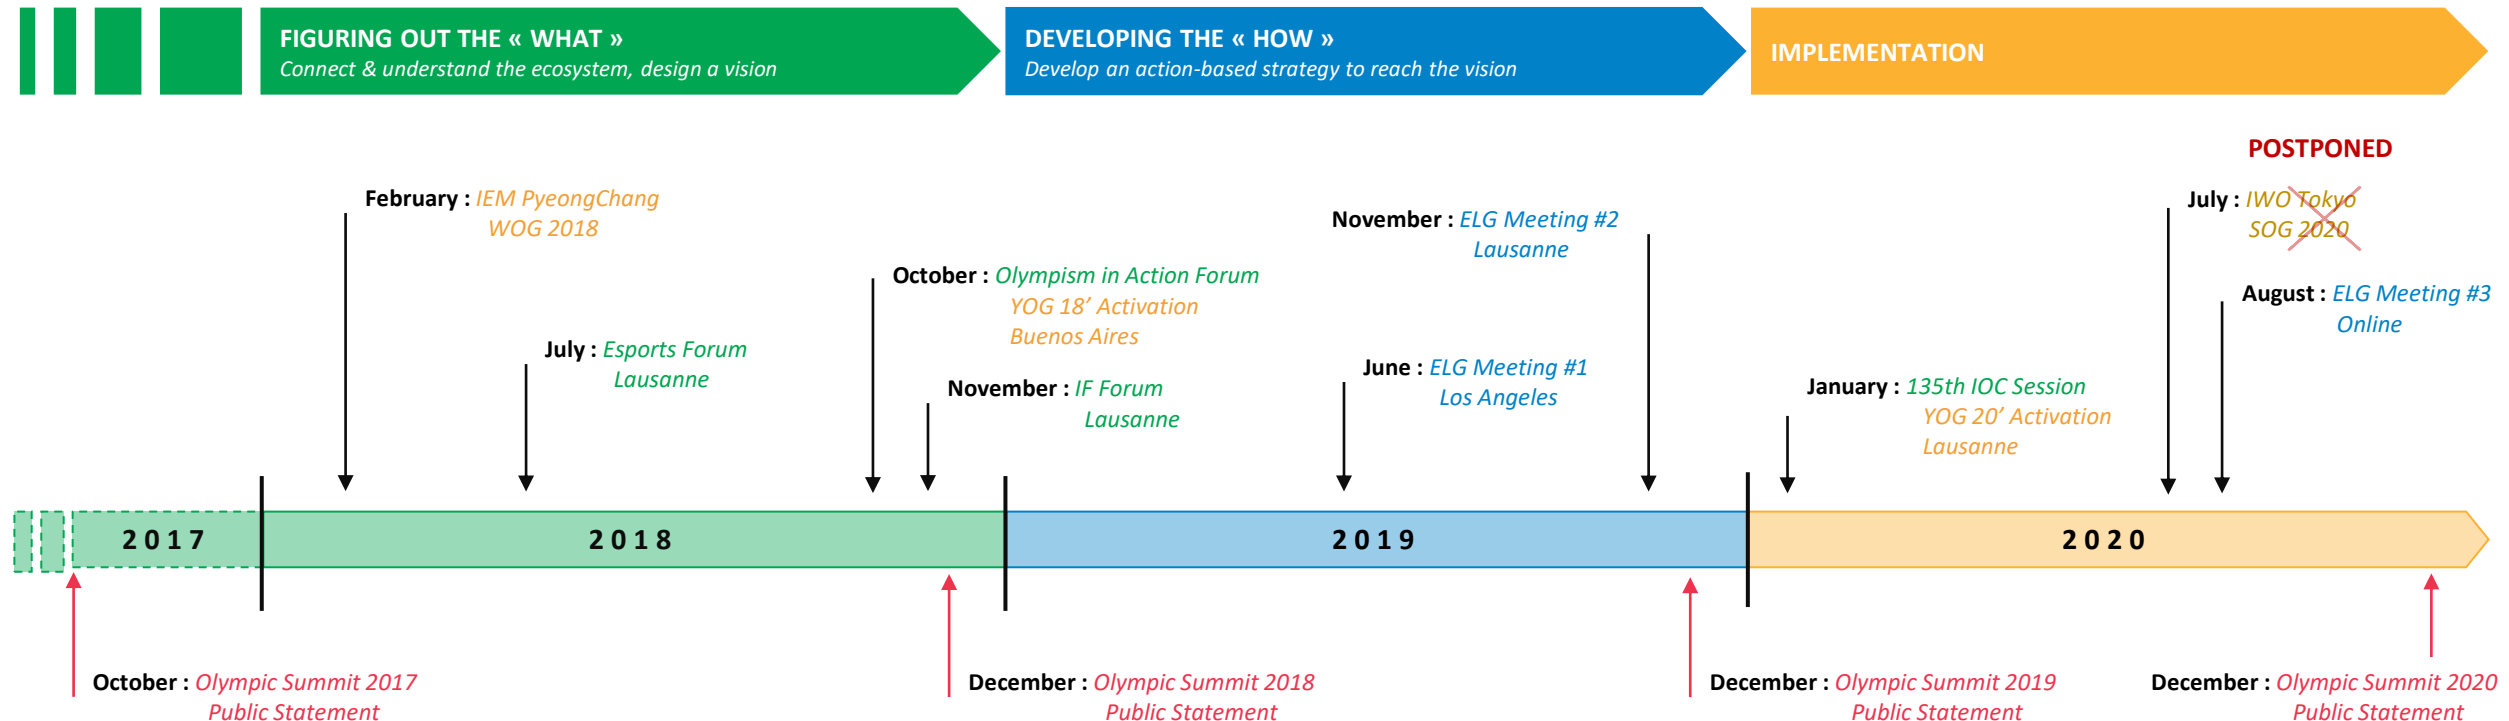 FIGURING OUT THE « WHAT »
Connect & understand the ecosystem, design a vision
DEVELOPING THE « HOW »
Develop an action-based strategy to reach the vision
IMPLEMENTATION
POSTPONED
February : IEM PyeongChang
WOG 2018
July : Esports Forum
Lausanne
October : Olympism in Action Forum
YOG 18’ Activation
Buenos Aires
November : IF Forum
Lausanne
November : ELG Meeting #2
Lausanne
June : ELG Meeting #1
Los Angeles
January : 135th IOC Session
YOG 20’ Activation
Lausanne
July : IWO Tokyo
SOG 2020
August : ELG Meeting #3
Online
2017
2018
2019
2020
October : Olympic Summit 2017
Public Statement
December : Olympic Summit 2018
Public Statement
December : Olympic Summit 2019
Public Statement
December : Olympic Summit 2020
Public Statement